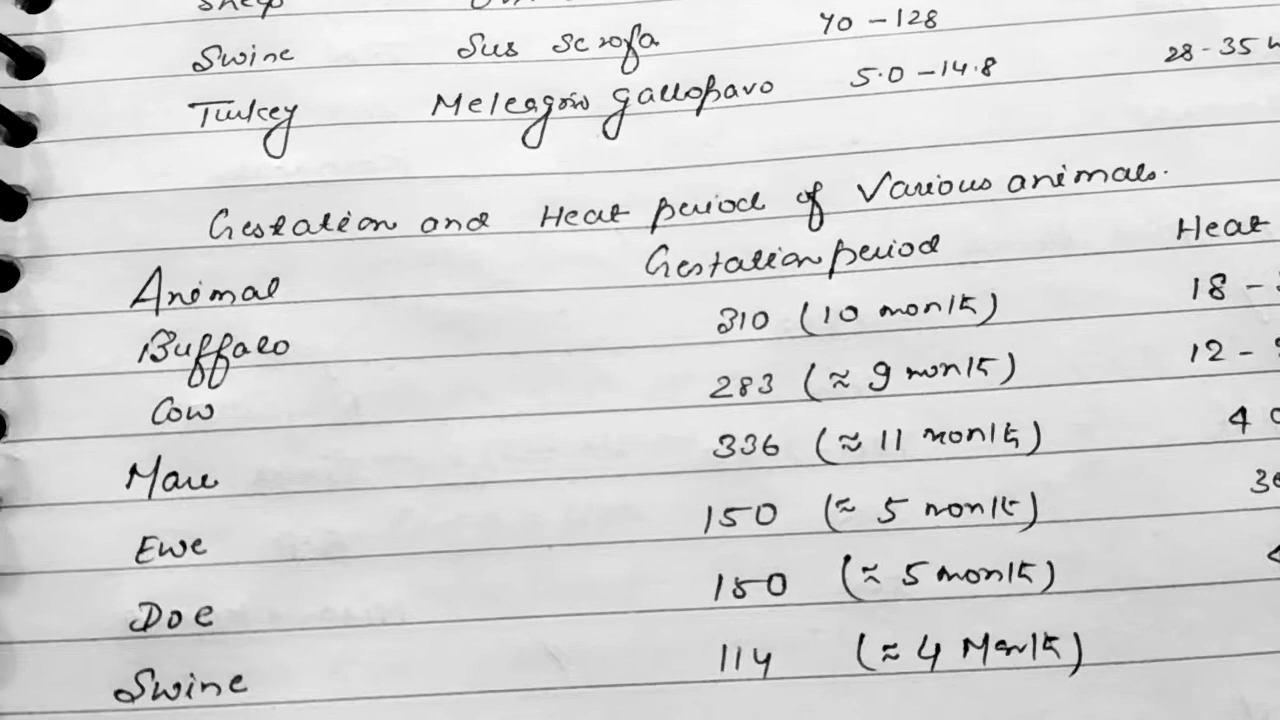 Sheep
Swine Sus scrofa 70-128
Turkey Meleagris gallopavo 5.0-14.8 28-35
Gestation and Heat period of Various animals.
Animal Gestation period Heat
Buffalo 310 (10 month) 18 -
Cow 283 (≈ 9 month) 12 -
Mare 336 (≈ 11 month) 4
Ewe 150 (≈ 5 month)
Doe 150 (≈ 5 month)
Swine 114 (≈ 4 Month)